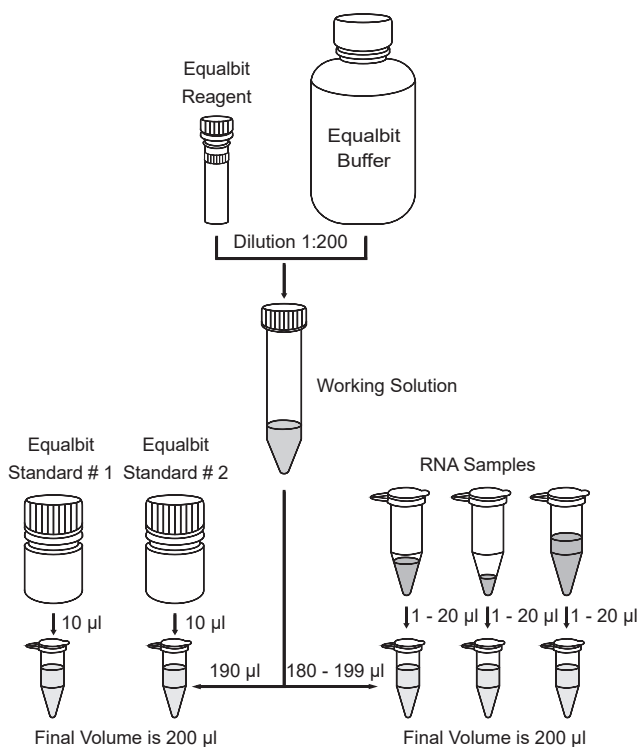 Equalbit
Reagent
Equalbit
Buffer
Dilution 1:200
Working Solution
Equalbit
Standard # 1
Equalbit
Standard # 2
RNA Samples
10 µl
10 µl
1 - 20 µl
1 - 20 µl
1 - 20 µl
190 µl
180 - 199 µl
Final Volume is 200 µl
Final Volume is 200 µl